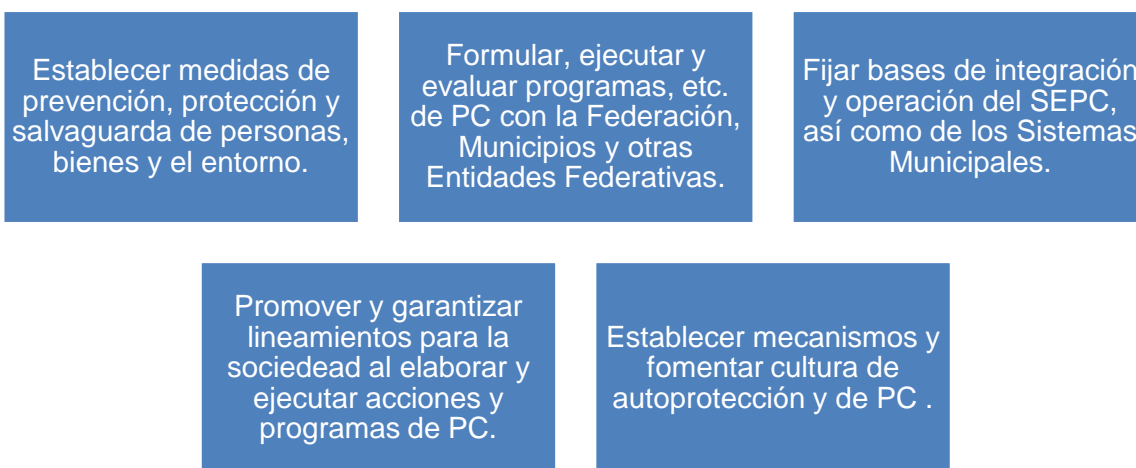 Establecer medidas de
prevención, protección y
salvaguarda de personas,
bienes y el entorno.
Formular, ejecutar y
evaluar programas, etc.
de PC con la Federación,
Municipios y otras
Entidades Federativas.
Fijar bases de integración
y operación del SEPC,
así como de los Sistemas
Municipales.
Promover y garantizar
lineamientos para la
sociedead al elaborar y
ejecutar acciones y
programas de PC.
Establecer mecanismos y
fomentar cultura de
autoprotección y de PC .